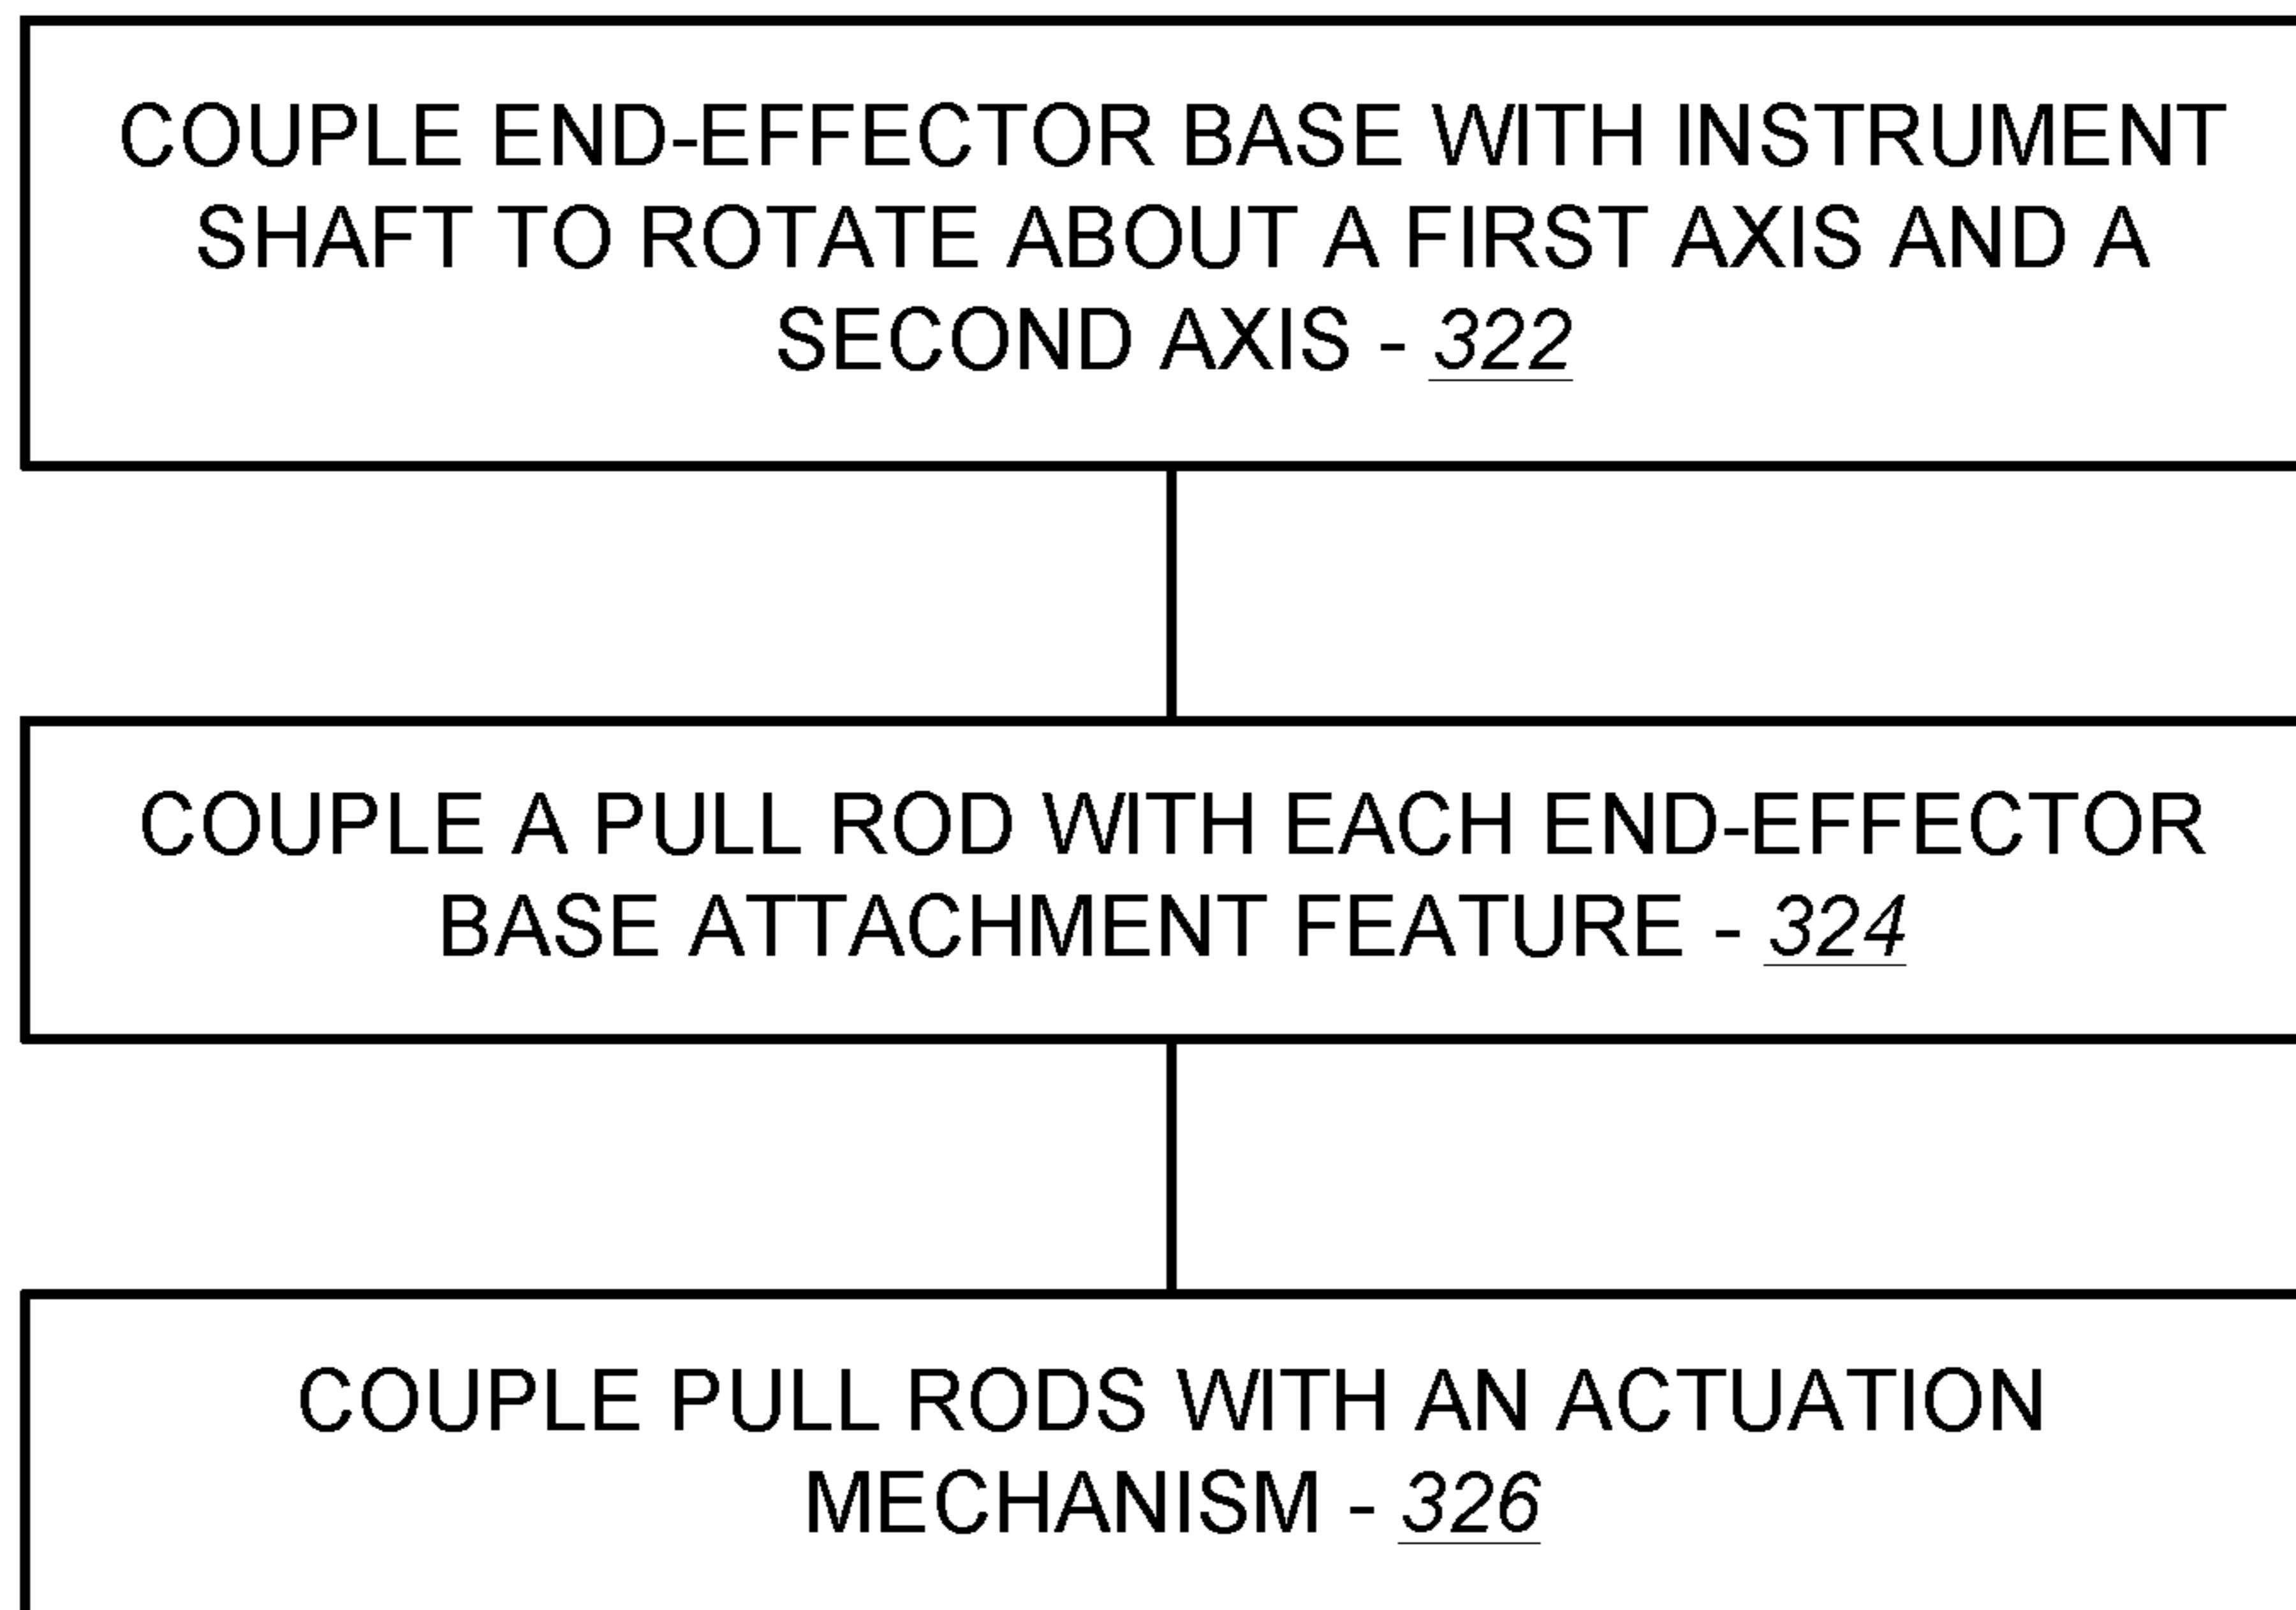 COUPLE END-EFFECTOR BASE WITH INSTRUMENT
SHAFT TO ROTATE ABOUT A FIRST AXIS AND A
SECOND AXIS - 322
COUPLE A PULL ROD WITH EACH END-EFFECTOR
BASE ATTACHMENT FEATURE - 324
COUPLE PULL RODS WITH AN ACTUATION
MECHANISM - 326